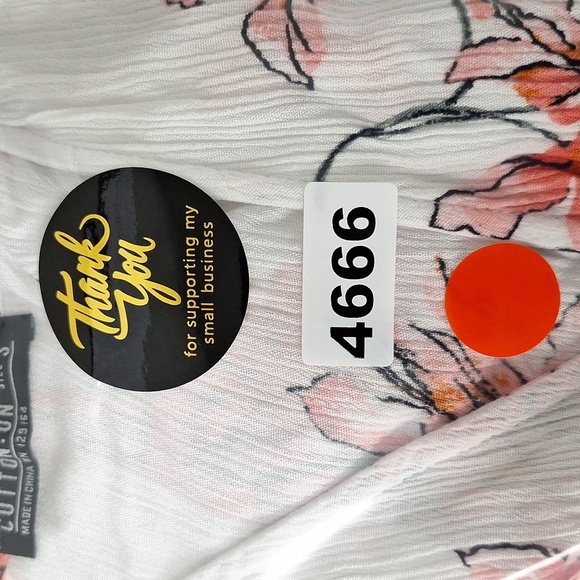 Thank
You
for supporting my
small business
4666
COTTON:ON
MADE IN CHINA